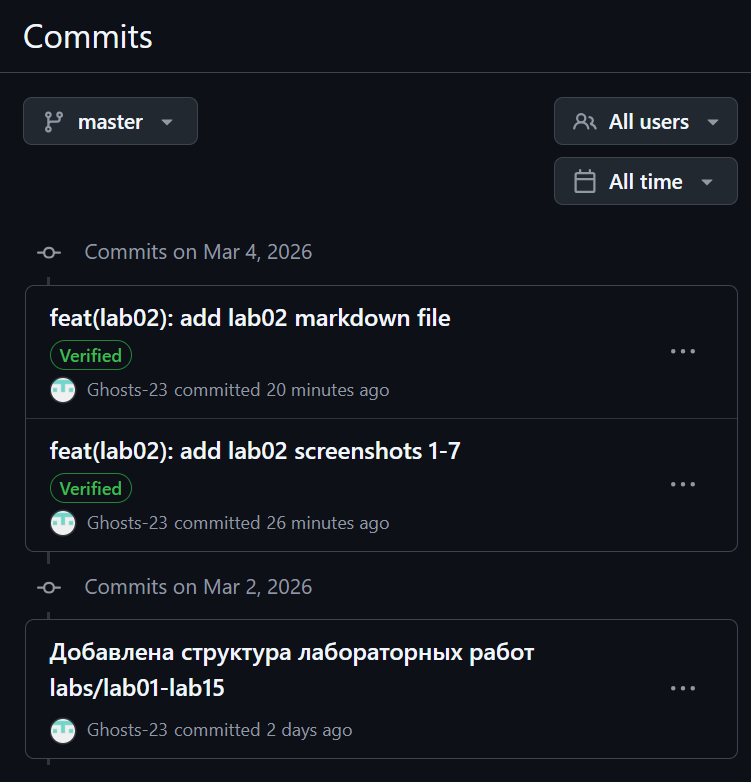 Commits
master
All users
All time
Commits on Mar 4, 2026
feat(lab02): add lab02 markdown file
Verified
Ghosts-23 committed 20 minutes ago
feat(lab02): add lab02 screenshots 1-7
Verified
Ghosts-23 committed 26 minutes ago
Commits on Mar 2, 2026
Добавлена структура лабораторных работ
labs/lab01-lab15
Ghosts-23 committed 2 days ago